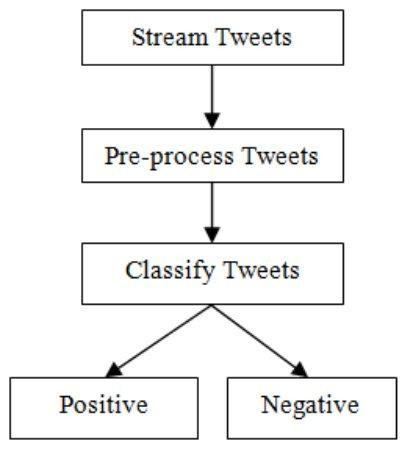 Stream Tweets
Pre-process Tweets
Classify Tweets
Positive
Negative